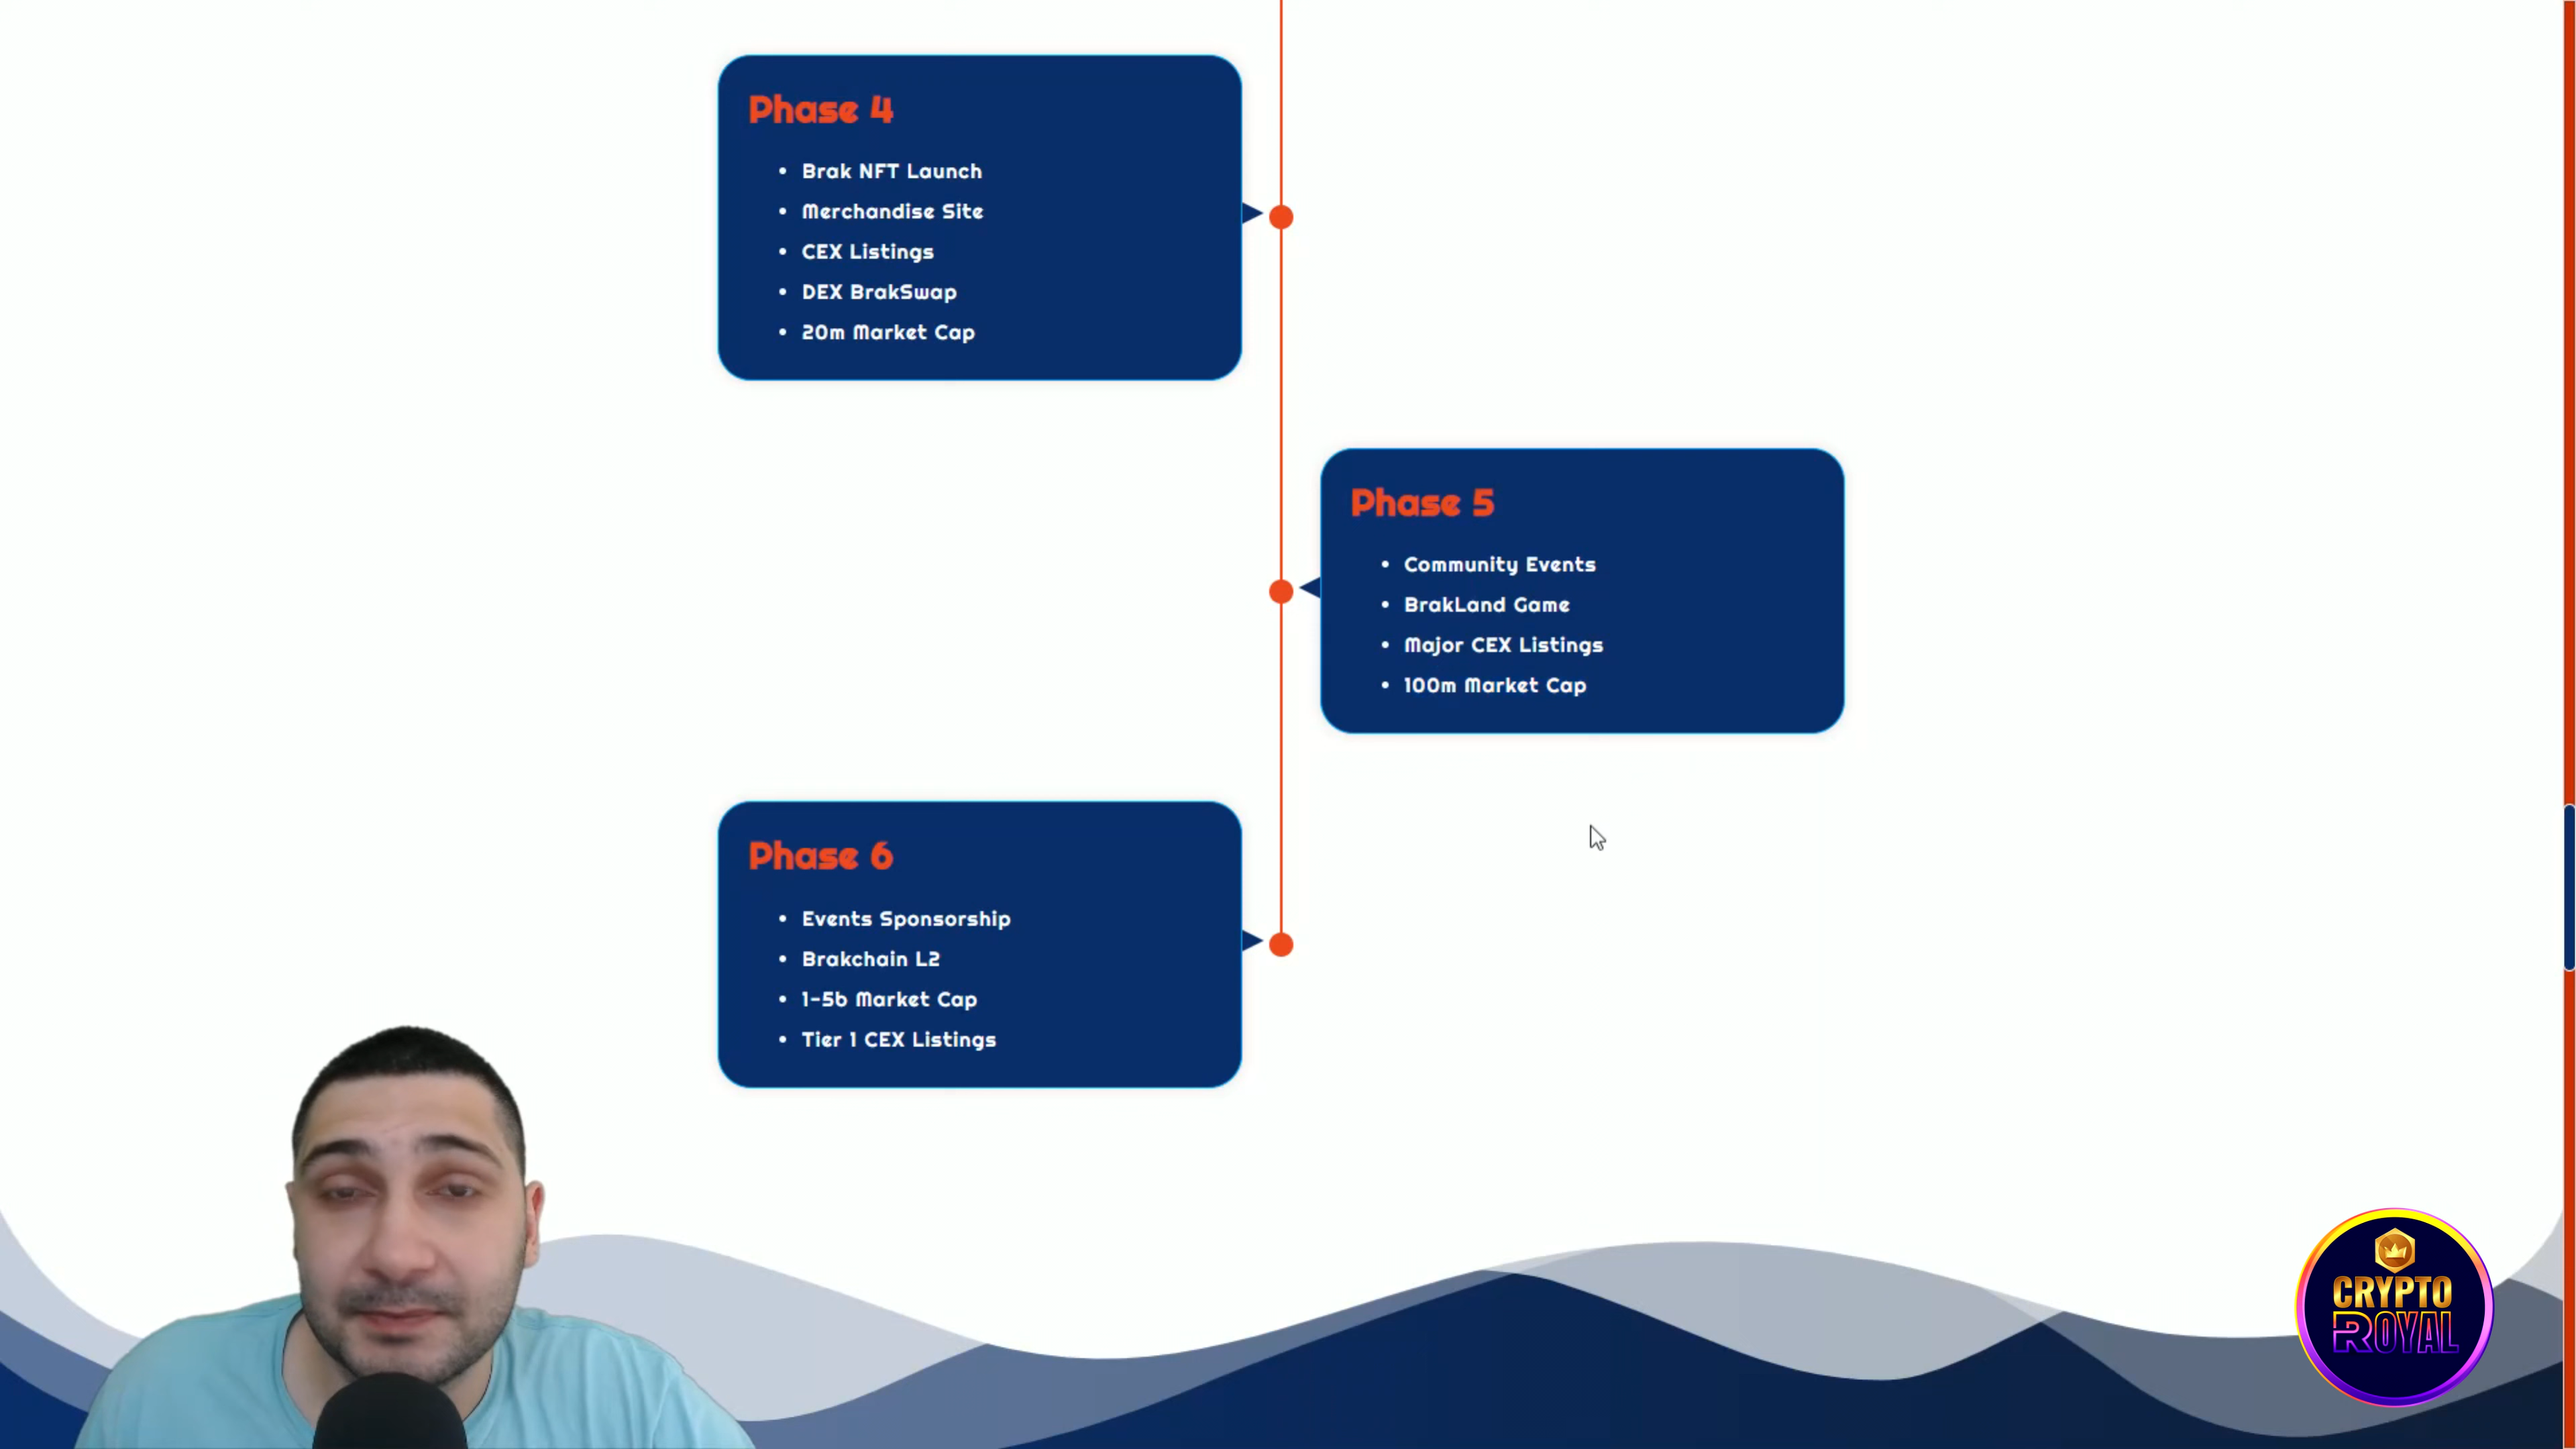 Phase 4
Brak NFT Launch
Merchandise Site
CEX Listings
DEX BrakSwap
20m Market Cap
Phase 5
Community Events
BrakLand Game
Major CEX Listings
100m Market Cap
Phase 6
Events Sponsorship
Brakchain L2
1-5b Market Cap
Tier 1 CEX Listings
CRYPTO
ROYAL